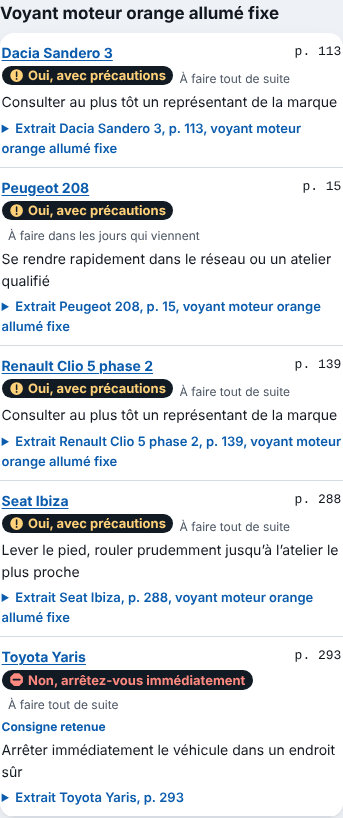 Voyant moteur orange allumé fixe
Dacia Sandero 3 p. 113
Oui, avec précautions À faire tout de suite
Consulter au plus tôt un représentant de la marque
▶ Extrait Dacia Sandero 3, p. 113, voyant moteur
orange allumé fixe
Peugeot 208 p. 15
Oui, avec précautions
À faire dans les jours qui viennent
Se rendre rapidement dans le réseau ou un atelier
qualifié
▶ Extrait Peugeot 208, p. 15, voyant moteur orange
allumé fixe
Renault Clio 5 phase 2 p. 139
Oui, avec précautions À faire tout de suite
Consulter au plus tôt un représentant de la marque
▶ Extrait Renault Clio 5 phase 2, p. 139, voyant moteur
orange allumé fixe
Seat Ibiza p. 288
Oui, avec précautions À faire tout de suite
Lever le pied, rouler prudemment jusqu’à l’atelier le
plus proche
▶ Extrait Seat Ibiza, p. 288, voyant moteur orange
allumé fixe
Toyota Yaris p. 293
Non, arrêtez-vous immédiatement
À faire tout de suite
Consigne retenue
Arrêter immédiatement le véhicule dans un endroit
sûr
▶ Extrait Toyota Yaris, p. 293